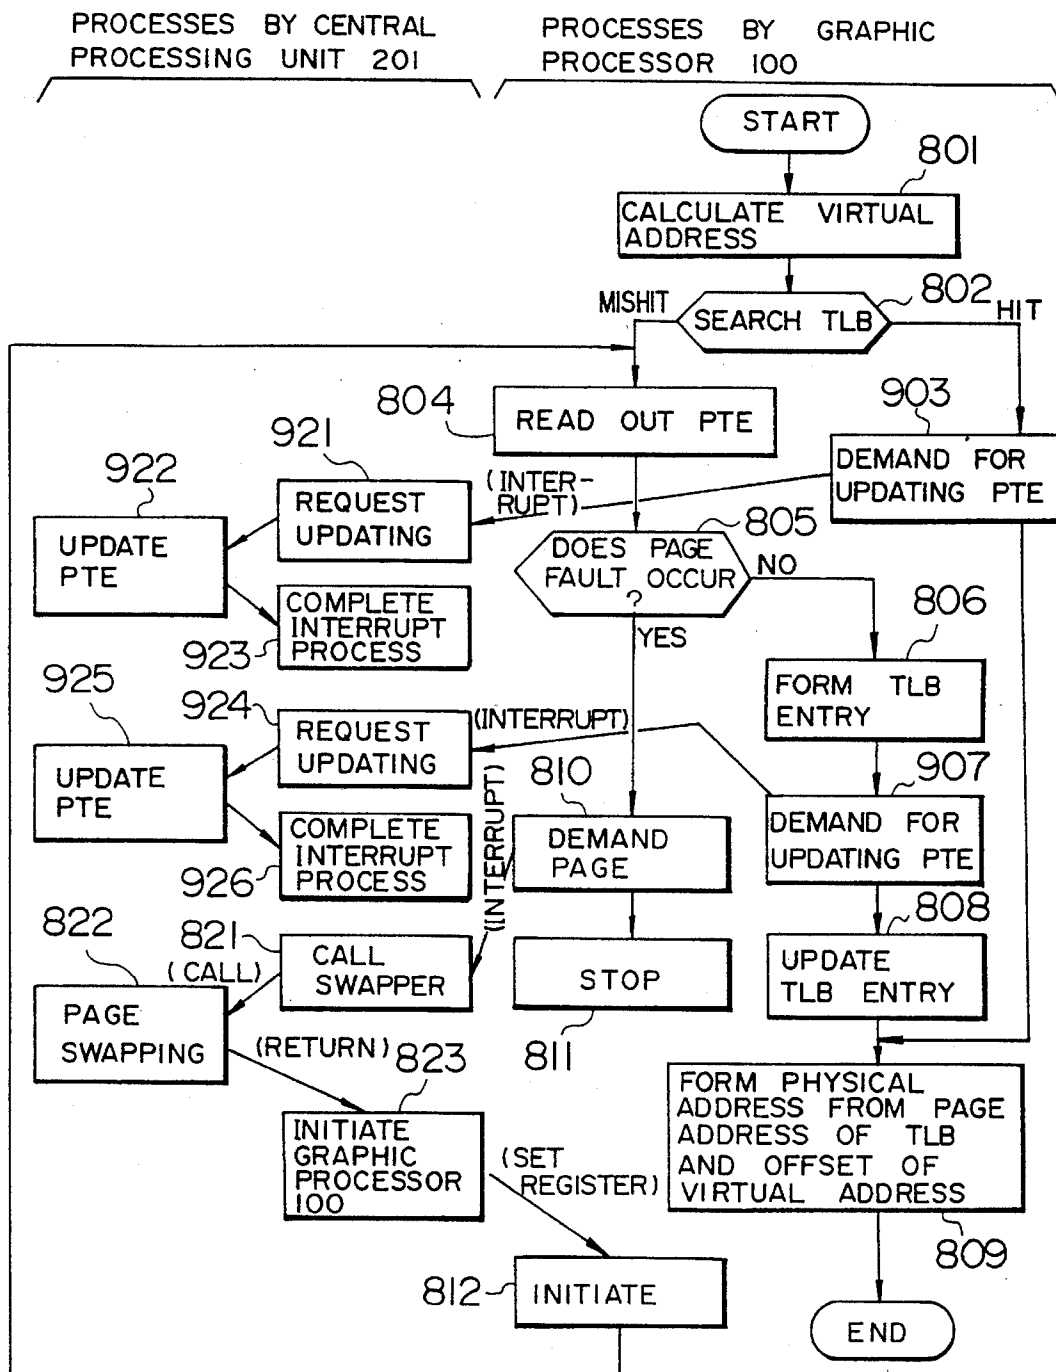 PROCESSES BY CENTRAL
PROCESSING UNIT 201
PROCESSES BY GRAPHIC
PROCESSOR 100
START
801
CALCULATE VIRTUAL
ADDRESS
802
MISHIT
SEARCH TLB
HIT
804
READ OUT PTE
903
DEMAND FOR
UPDATING PTE
921
(INTER-
RUPT)
922
REQUEST
UPDATING
UPDATE
PTE
805
DOES PAGE
FAULT OCCUR
?
NO
YES
COMPLETE
INTERRUPT
PROCESS
923
806
FORM TLB
ENTRY
925
924
REQUEST
UPDATING
(INTERRUPT)
UPDATE
PTE
810
907
DEMAND
PAGE
DEMAND FOR
UPDATING PTE
COMPLETE
INTERRUPT
PROCESS
926
(INTERRUPT)
822
821
(CALL)
CALL
SWAPPER
STOP
811
808
UPDATE
TLB ENTRY
PAGE
SWAPPING
(RETURN)
823
FORM PHYSICAL
ADDRESS FROM PAGE
ADDRESS OF TLB
AND OFFSET OF
VIRTUAL ADDRESS
809
INITIATE
GRAPHIC
PROCESSOR
100
(SET
REGISTER)
812
INITIATE
END